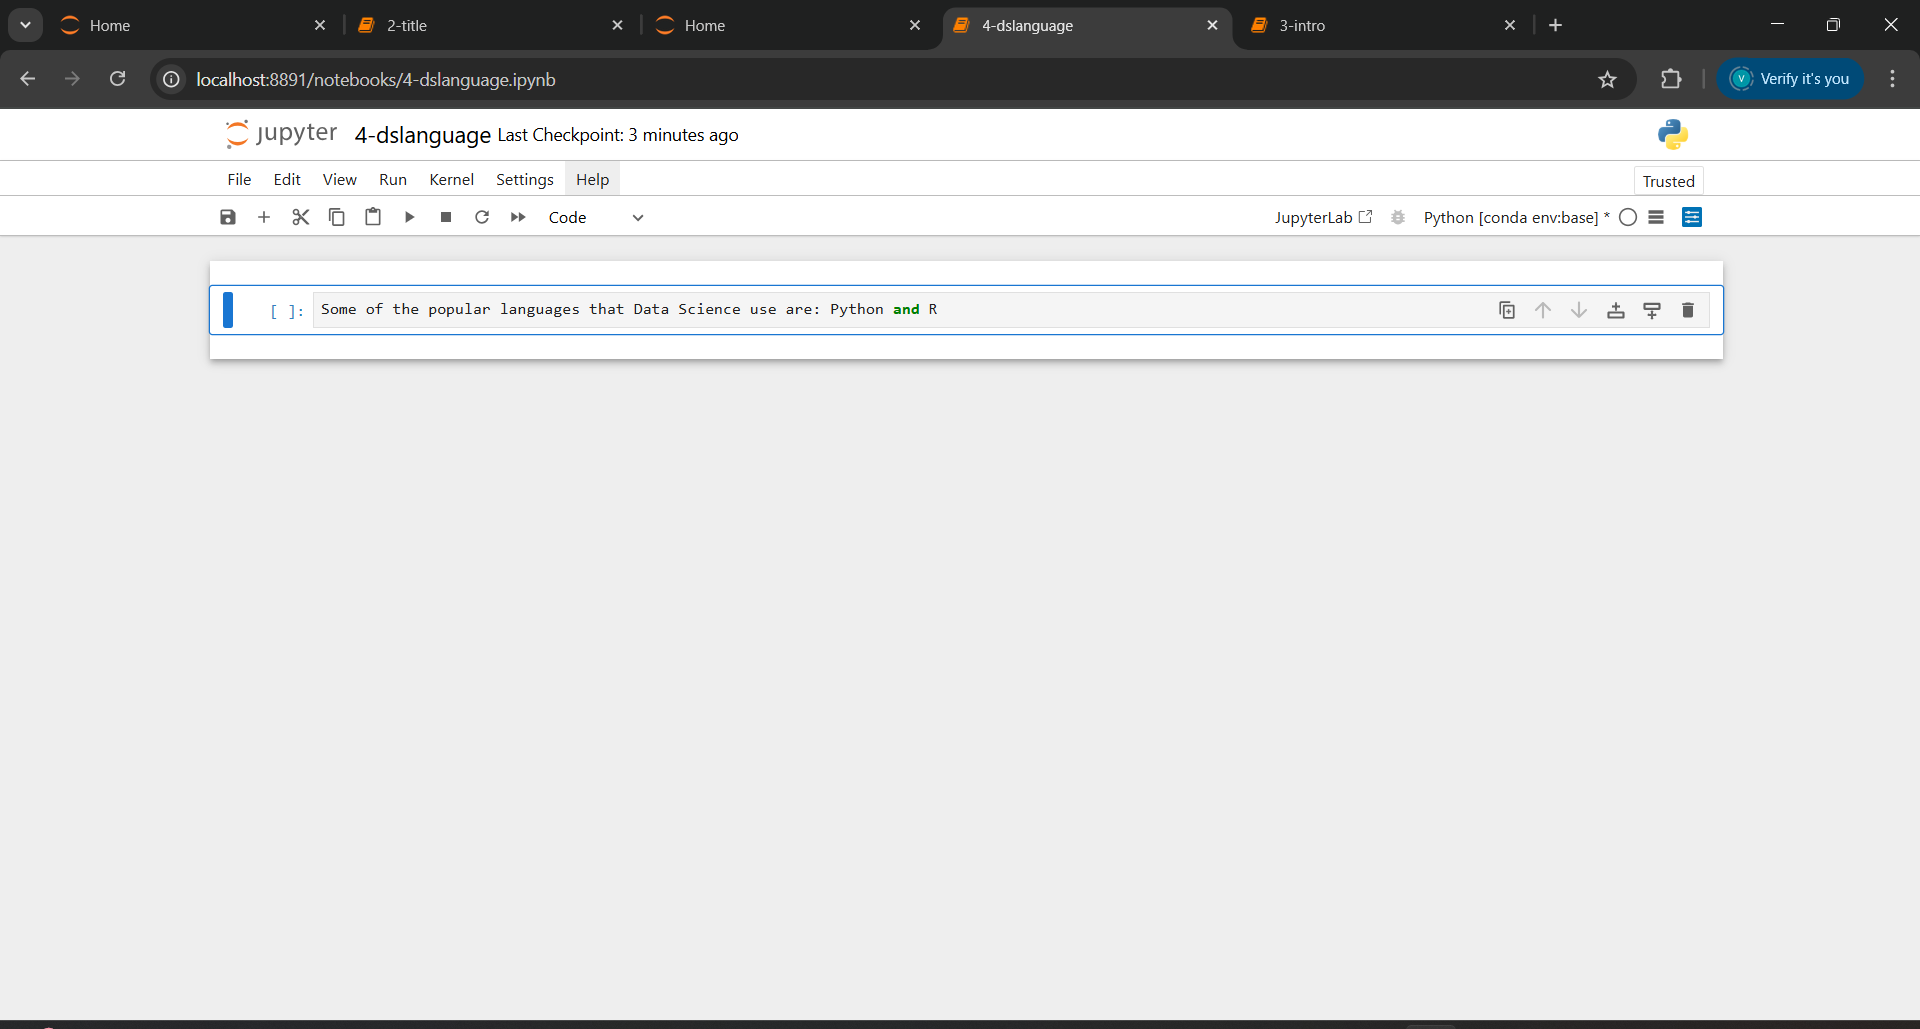 Home
2-title
Home
4-dslanguage
3-intro
localhost:8891/notebooks/4-dslanguage.ipynb
V
Verify it's you
jupyter 4-dslanguage Last Checkpoint: 3 minutes ago
File Edit View Run Kernel Settings Help
Trusted
Code
JupyterLab
Python [conda env:base] *
[ ]: Some of the popular languages that Data Science use are: Python and R